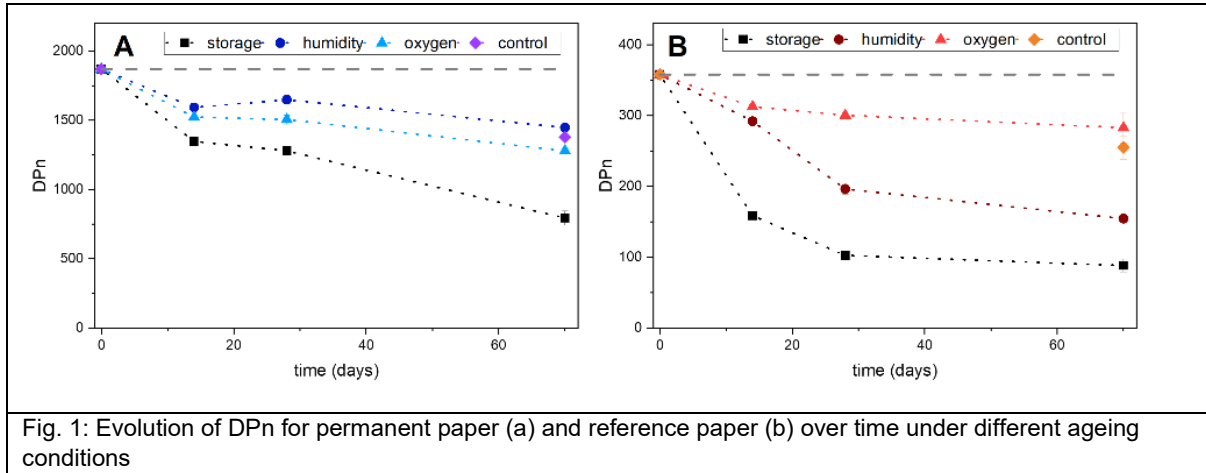 A
storage humidity oxygen control
2000
1500
1000
500
0
DPn
0 20 40 60
time (days)
B
storage humidity oxygen control
400
300
200
100
0
DPn
0 20 40 60
time (days)
Fig. 1: Evolution of DPn for permanent paper (a) and reference paper (b) over time under different ageing
conditions